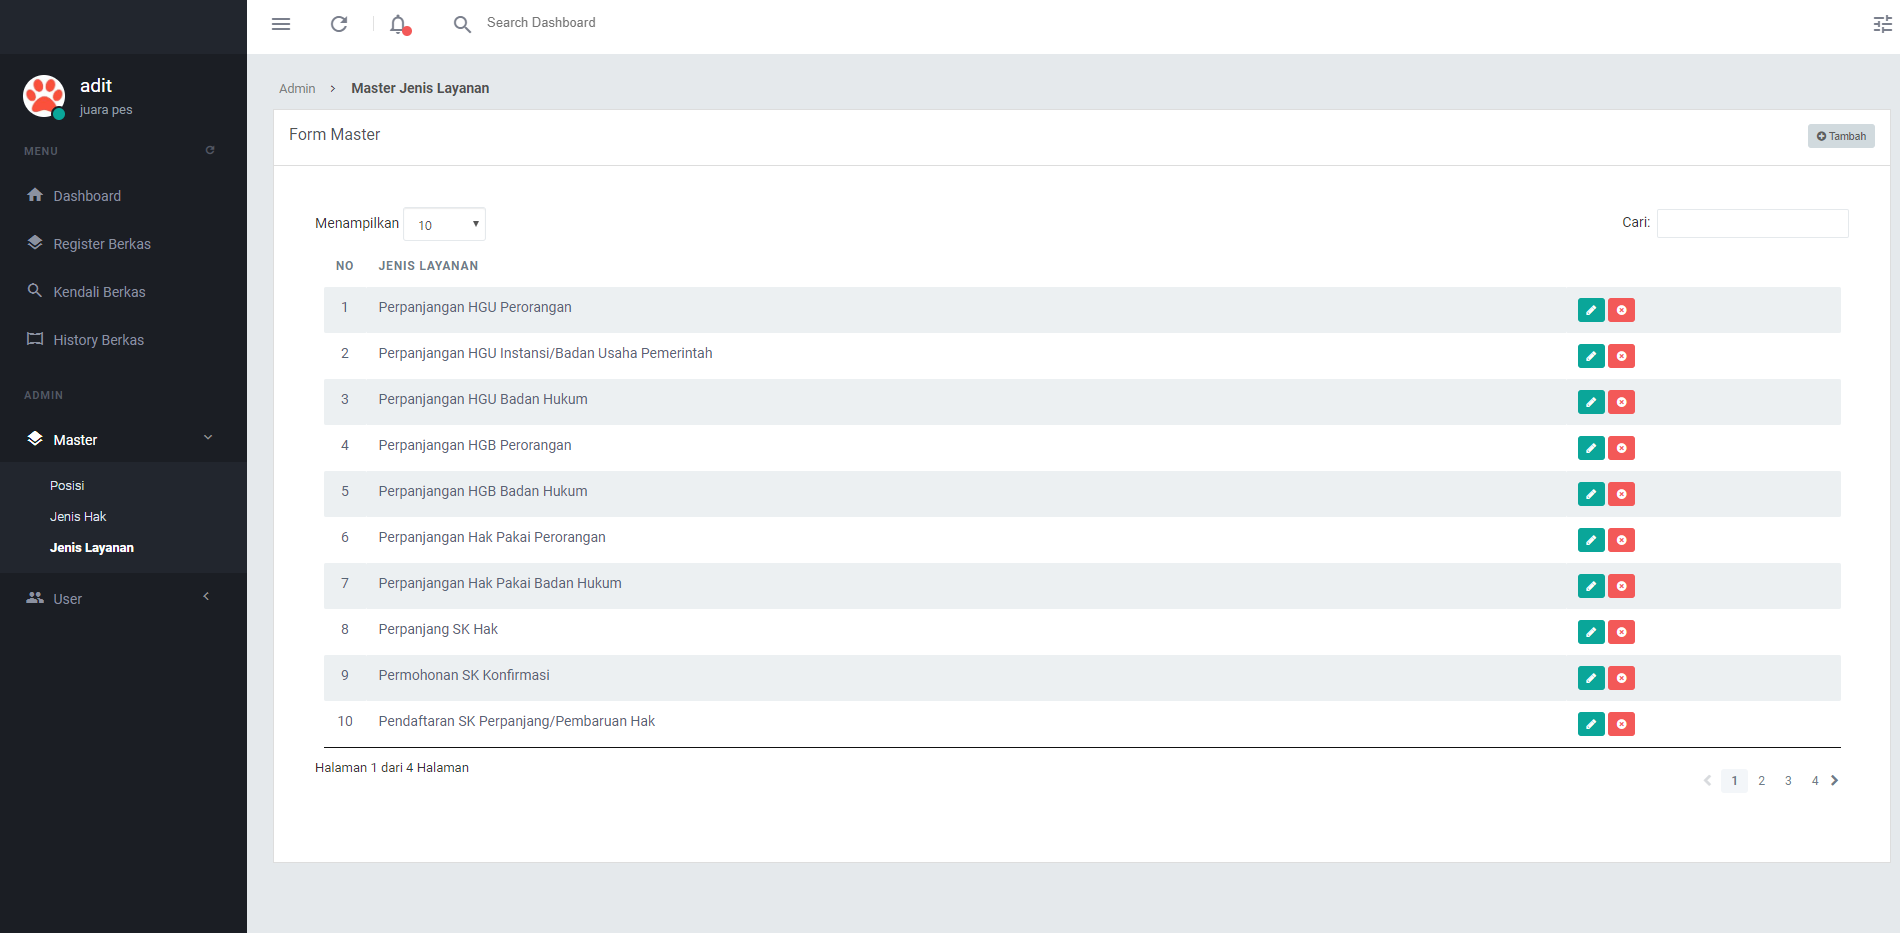 Search Dashboard
adit
juara pes
MENU
Dashboard
Register Berkas
Kendali Berkas
History Berkas
ADMIN
Master
Posisi
Jenis Hak
Jenis Layanan
User
Admin > Master Jenis Layanan
Form Master
Tambah
Menampilkan 10
Cari:
NO JENIS LAYANAN
1 Perpanjangan HGU Perorangan
2 Perpanjangan HGU Instansi/Badan Usaha Pemerintah
3 Perpanjangan HGU Badan Hukum
4 Perpanjangan HGB Perorangan
5 Perpanjangan HGB Badan Hukum
6 Perpanjangan Hak Pakai Perorangan
7 Perpanjangan Hak Pakai Badan Hukum
8 Perpanjang SK Hak
9 Permohonan SK Konfirmasi
10 Pendaftaran SK Perpanjang/Pembaruan Hak
Halaman 1 dari 4 Halaman
1 2 3 4